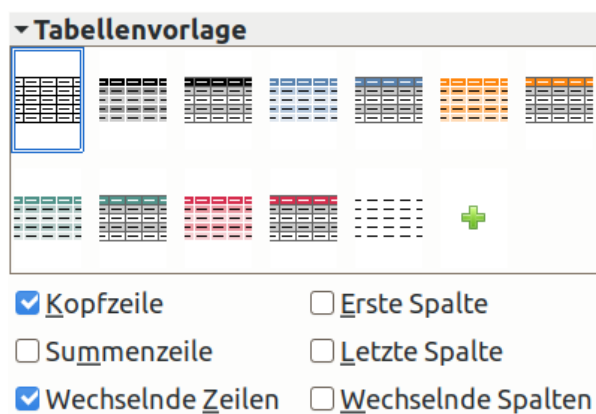 Tabellenvorlage
Kopfzeile Erste Spalte
Summenzeile Letzte Spalte
Wechselnde Zeilen Wechselnde Spalten